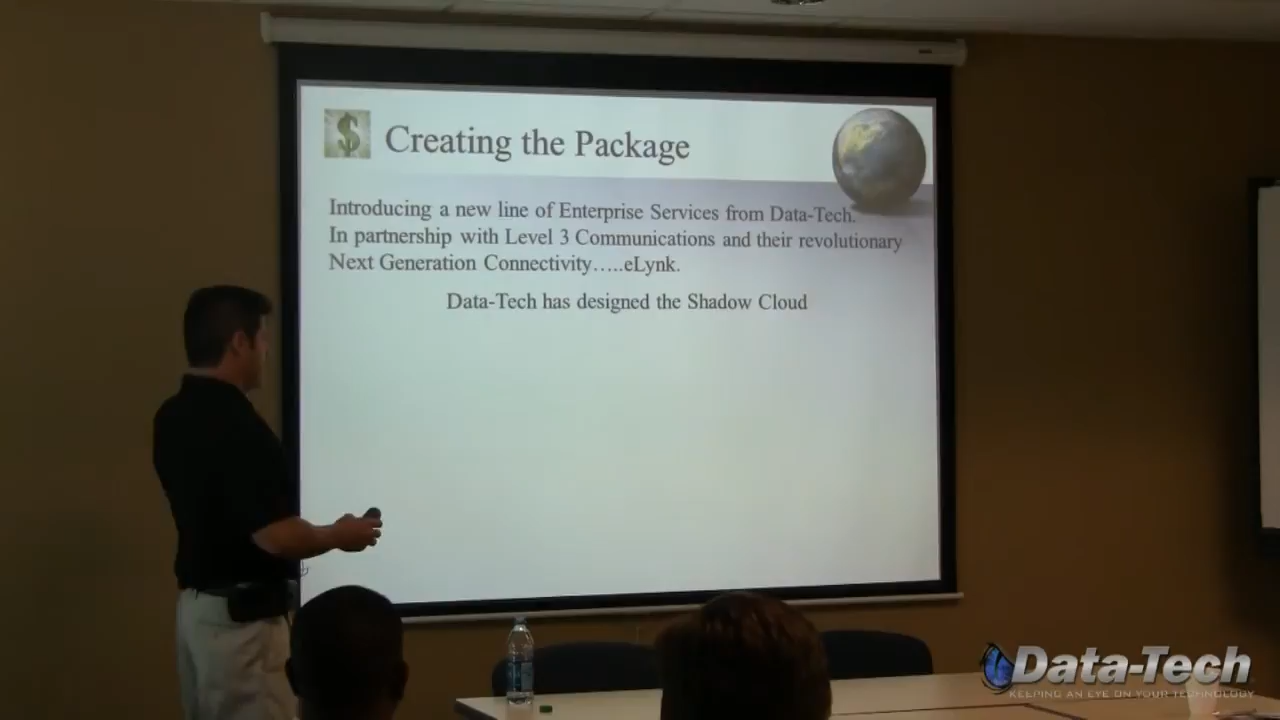 Creating the Package
Introducing a new line of Enterprise Services from Data-Tech.
In partnership with Level 3 Communications and their revolutionary
Next Generation Connectivity…..eLynk.
Data-Tech has designed the Shadow Cloud
Data-Tech
KEEPING AN EYE ON YOUR TECHNOLOGY